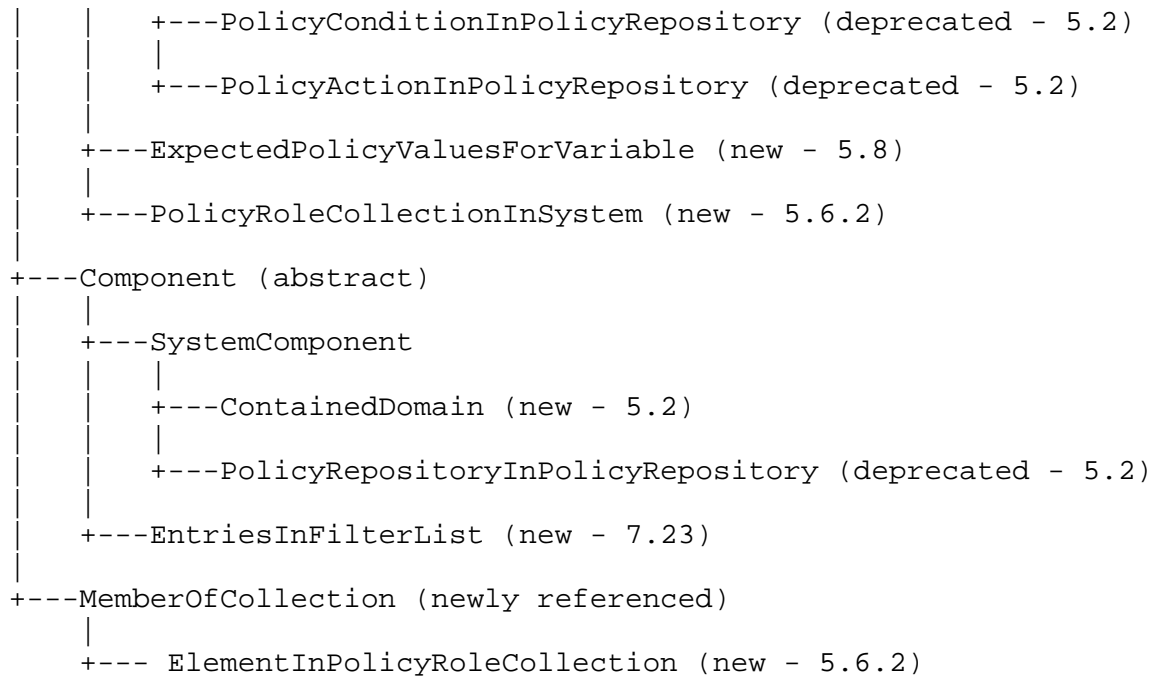 |    |    +---PolicyConditionInPolicyRepository (deprecated - 5.2)
|    |    |
|    |    +---PolicyActionInPolicyRepository (deprecated - 5.2)
|    |
|    +---ExpectedPolicyValuesForVariable (new - 5.8)
|    |
|    +---PolicyRoleCollectionInSystem (new - 5.6.2)
|
+---Component (abstract)
|    |
|    +---SystemComponent
|    |    |
|    |    +---ContainedDomain (new - 5.2)
|    |    |
|    |    +---PolicyRepositoryInPolicyRepository (deprecated - 5.2)
|    |
|    +---EntriesInFilterList (new - 7.23)
|
+---MemberOfCollection (newly referenced)
     |
     +--- ElementInPolicyRoleCollection (new - 5.6.2)